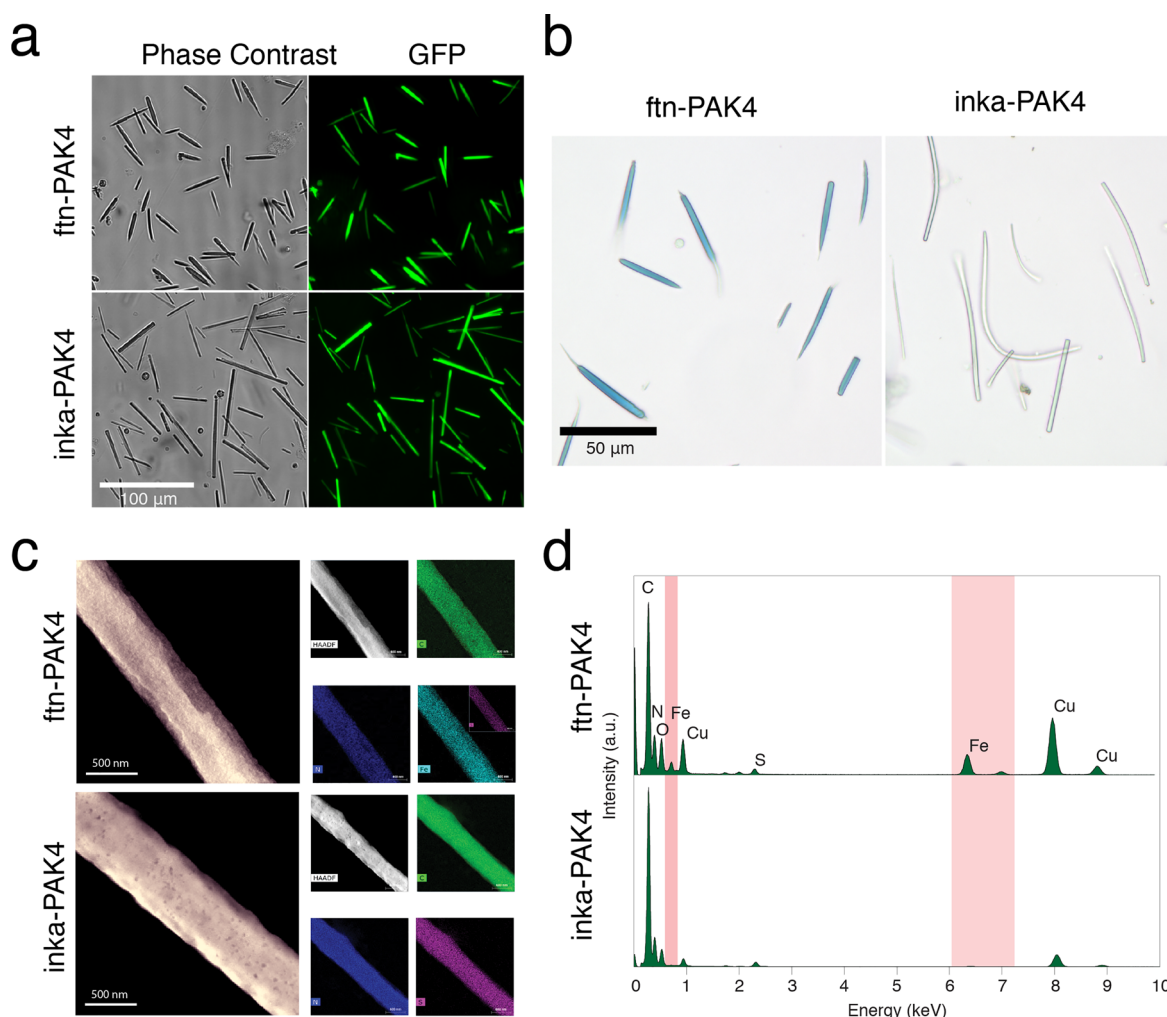 a
Phase Contrast
GFP
ftn-PAK4
inka-PAK4
100 µm
b
ftn-PAK4
inka-PAK4
50 µm
c
ftn-PAK4
500 nm
HAADF
C
N
Fe
inka-PAK4
500 nm
HAADF
C
N
S
d
ftn-PAK4
inka-PAK4
Intensity (a.u.)
C
N
O
Fe
Cu
S
Fe
Cu
Cu
0 1 2 3 4 5 6 7 8 9 10
Energy (keV)